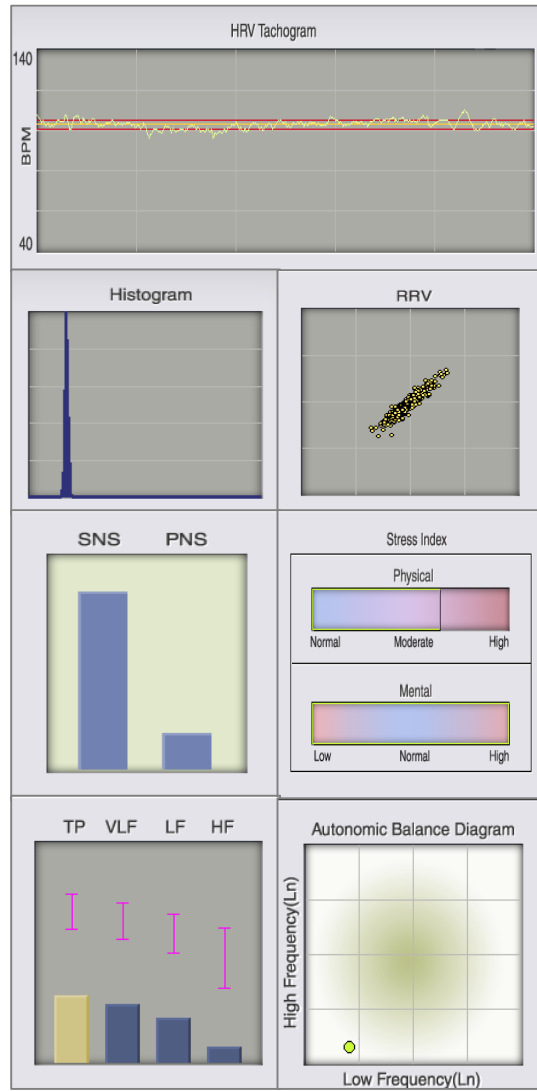 HRV Tachogram
140
BPM
40
Histogram
RRV
SNS PNS
Stress Index
Physical
Normal Moderate High
Mental
Low Normal High
TP VLF LF HF
Autonomic Balance Diagram
High Frequency(Ln)
Low Frequency(Ln)